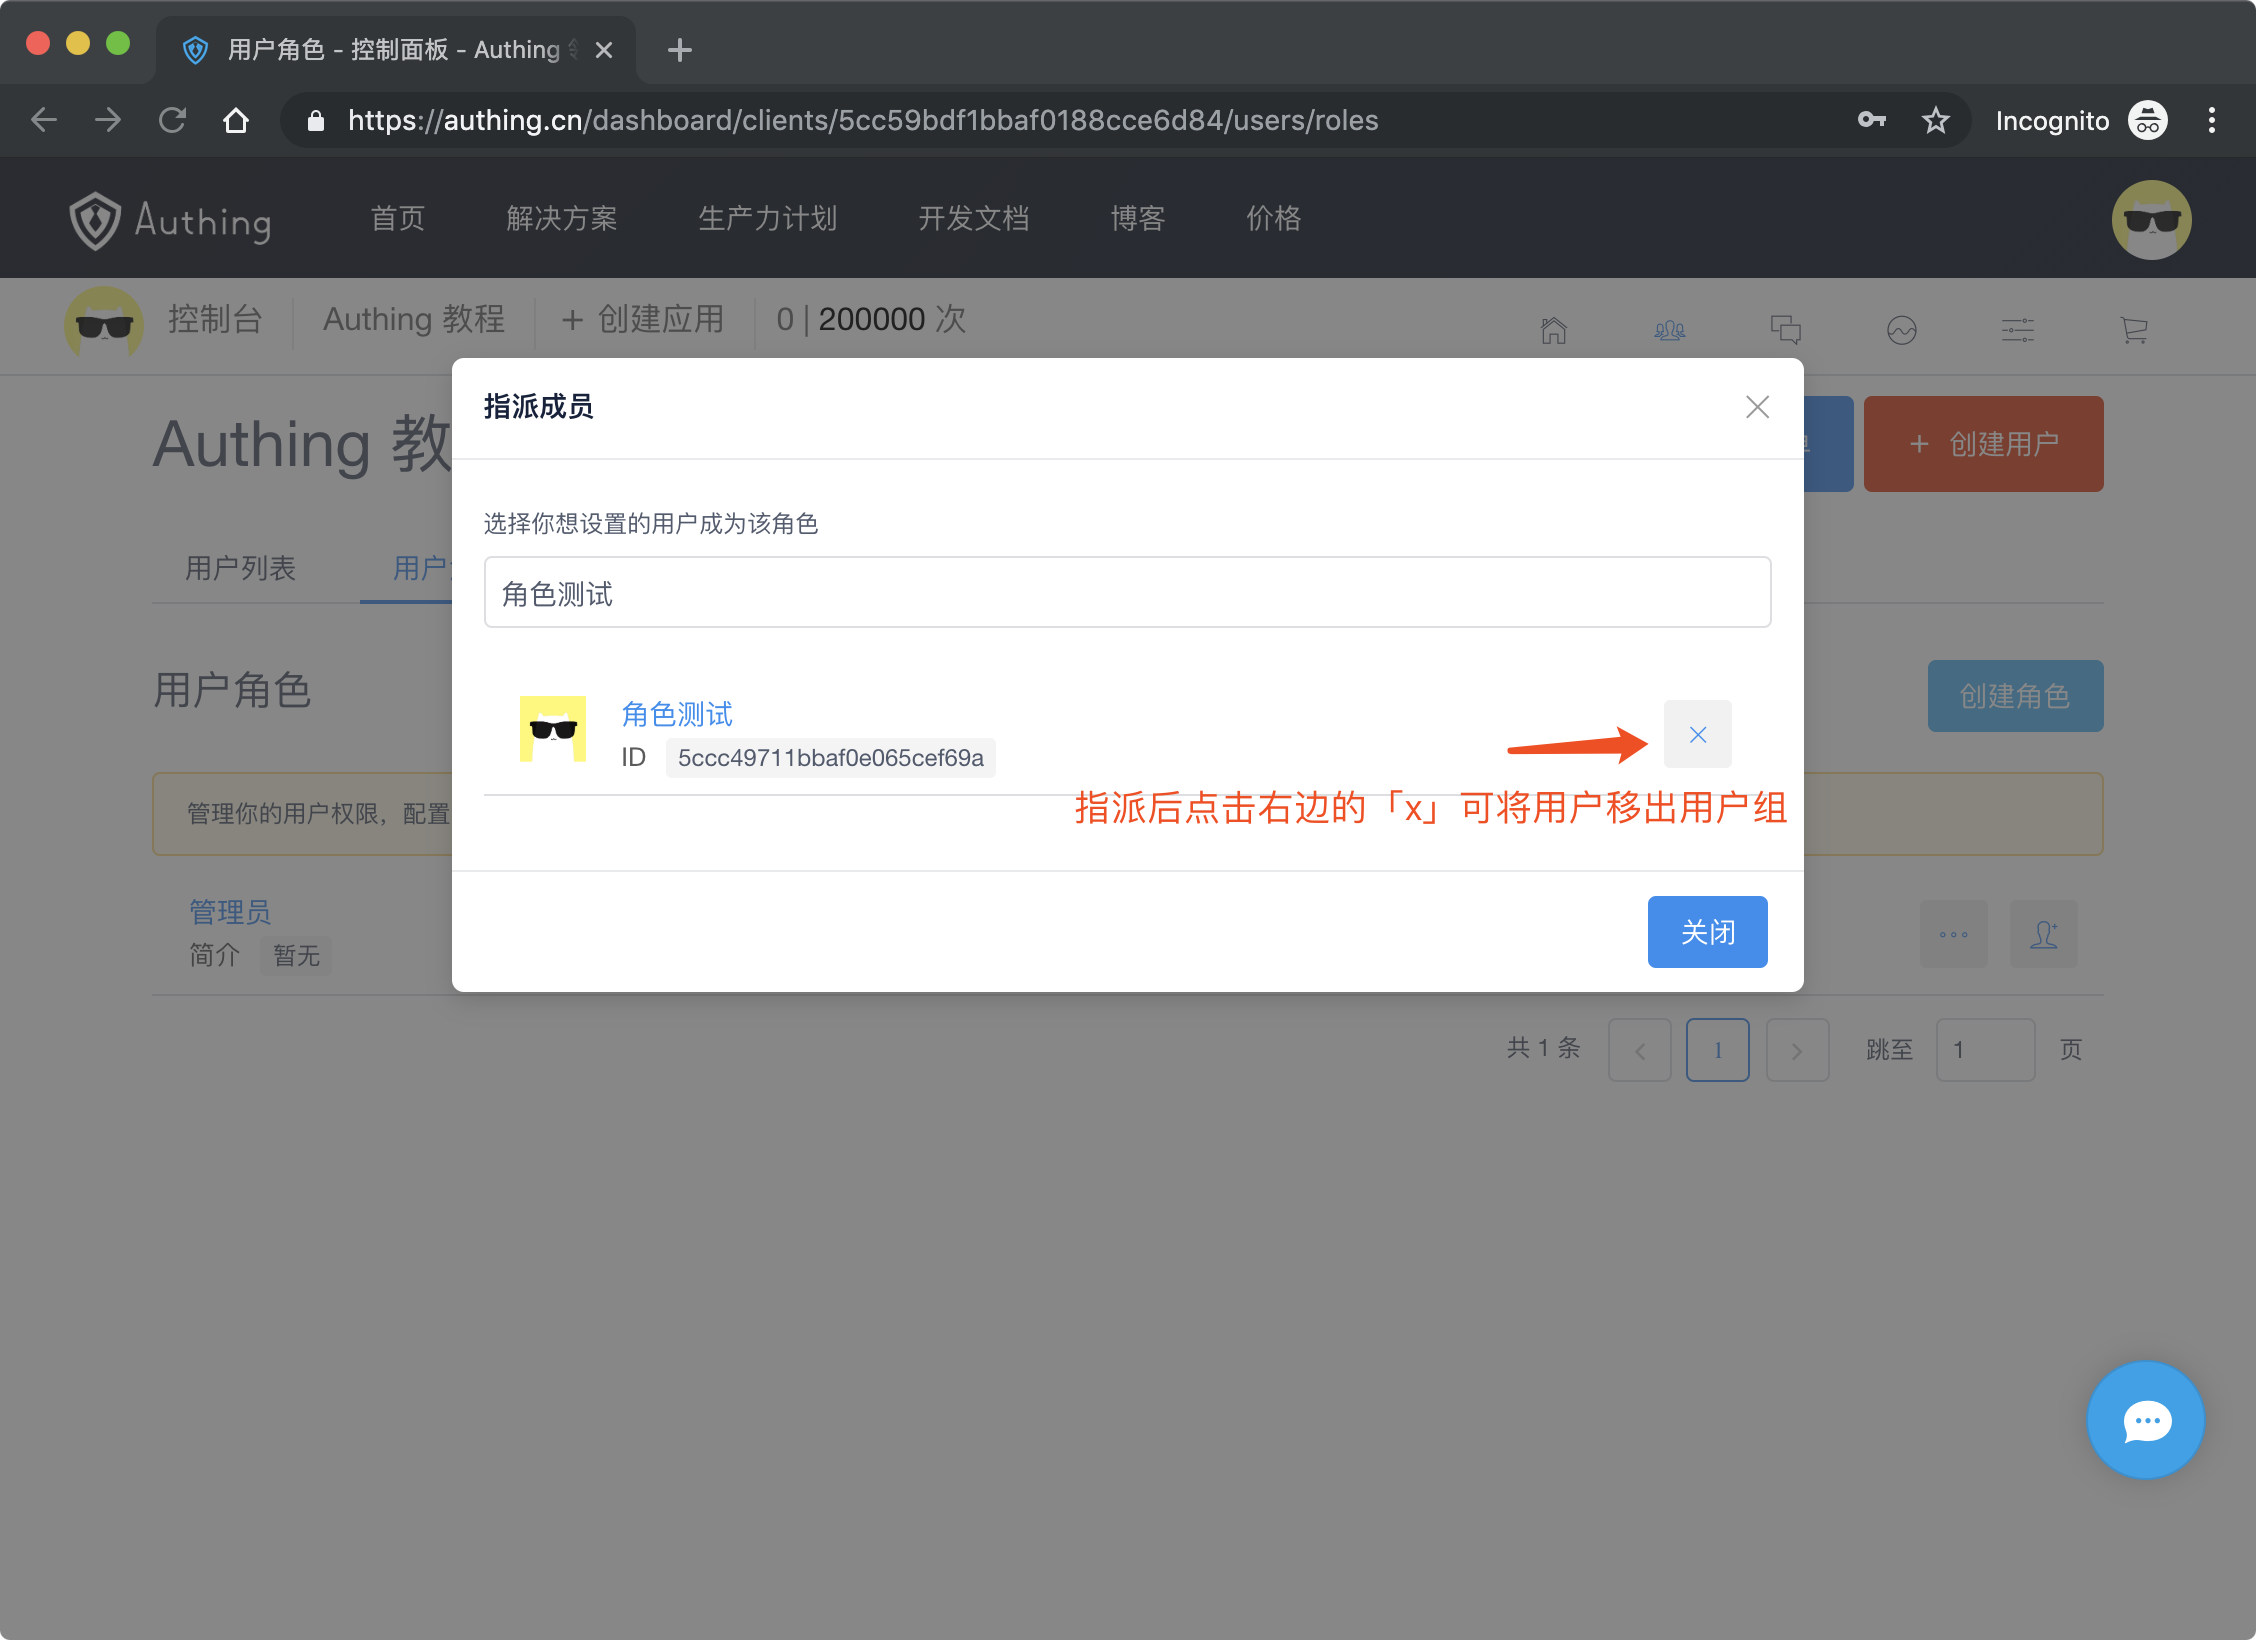 用户角色 - 控制面板 - Authing
https://authing.cn/dashboard/clients/5cc59bdf1bbaf0188cce6d84/users/roles
Incognito
Authing
首页
解决方案
生产力计划
开发文档
博客
价格
控制台
Authing 教程
+ 创建应用
0 | 200000 次
Authing 教
+ 创建用户
用户列表
用户
用户角色
创建角色
管理你的用户权限，配置
管理员
简介 暂无
指派成员
选择你想设置的用户成为该角色
角色测试
角色测试
ID 5ccc49711bbaf0e065cef69a
指派后点击右边的「x」可将用户移出用户组
关闭
共 1 条
1
跳至 1 页